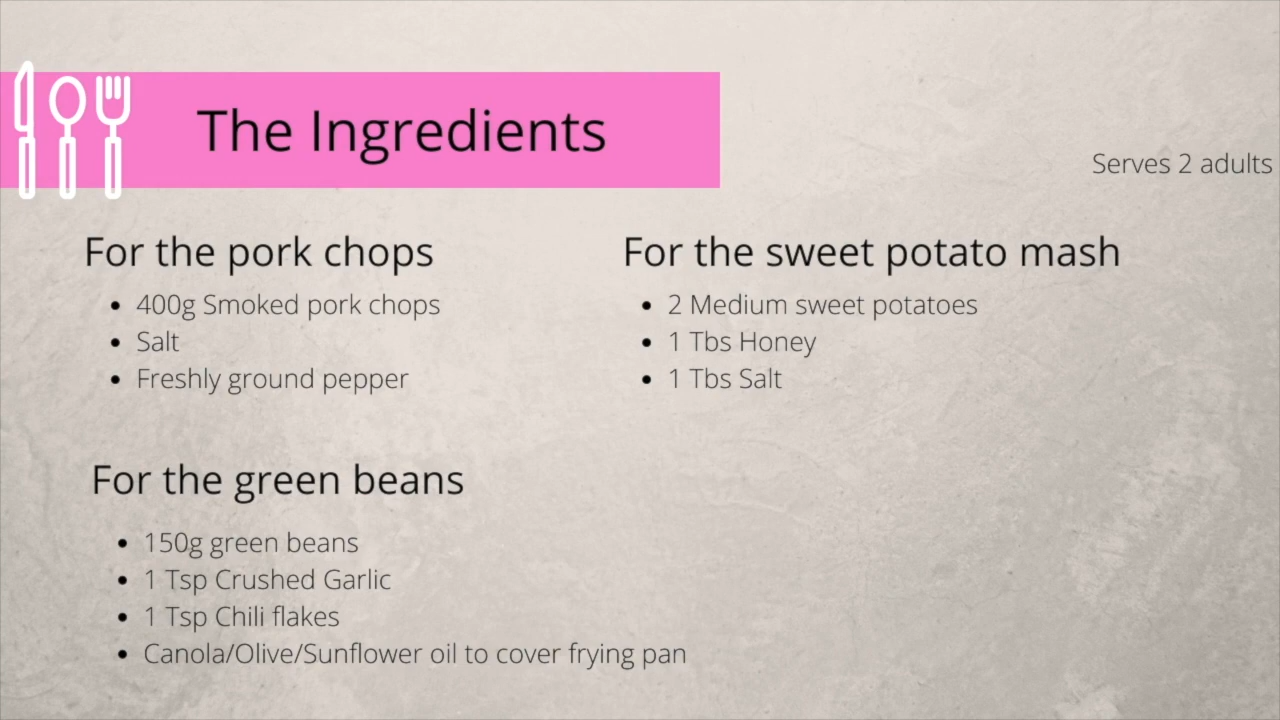 The Ingredients
Serves 2 adults
For the pork chops
• 400g Smoked pork chops
• Salt
• Freshly ground pepper
For the sweet potato mash
• 2 Medium sweet potatoes
• 1 Tbs Honey
• 1 Tbs Salt
For the green beans
• 150g green beans
• 1 Tsp Crushed Garlic
• 1 Tsp Chili flakes
• Canola/Olive/Sunflower oil to cover frying pan